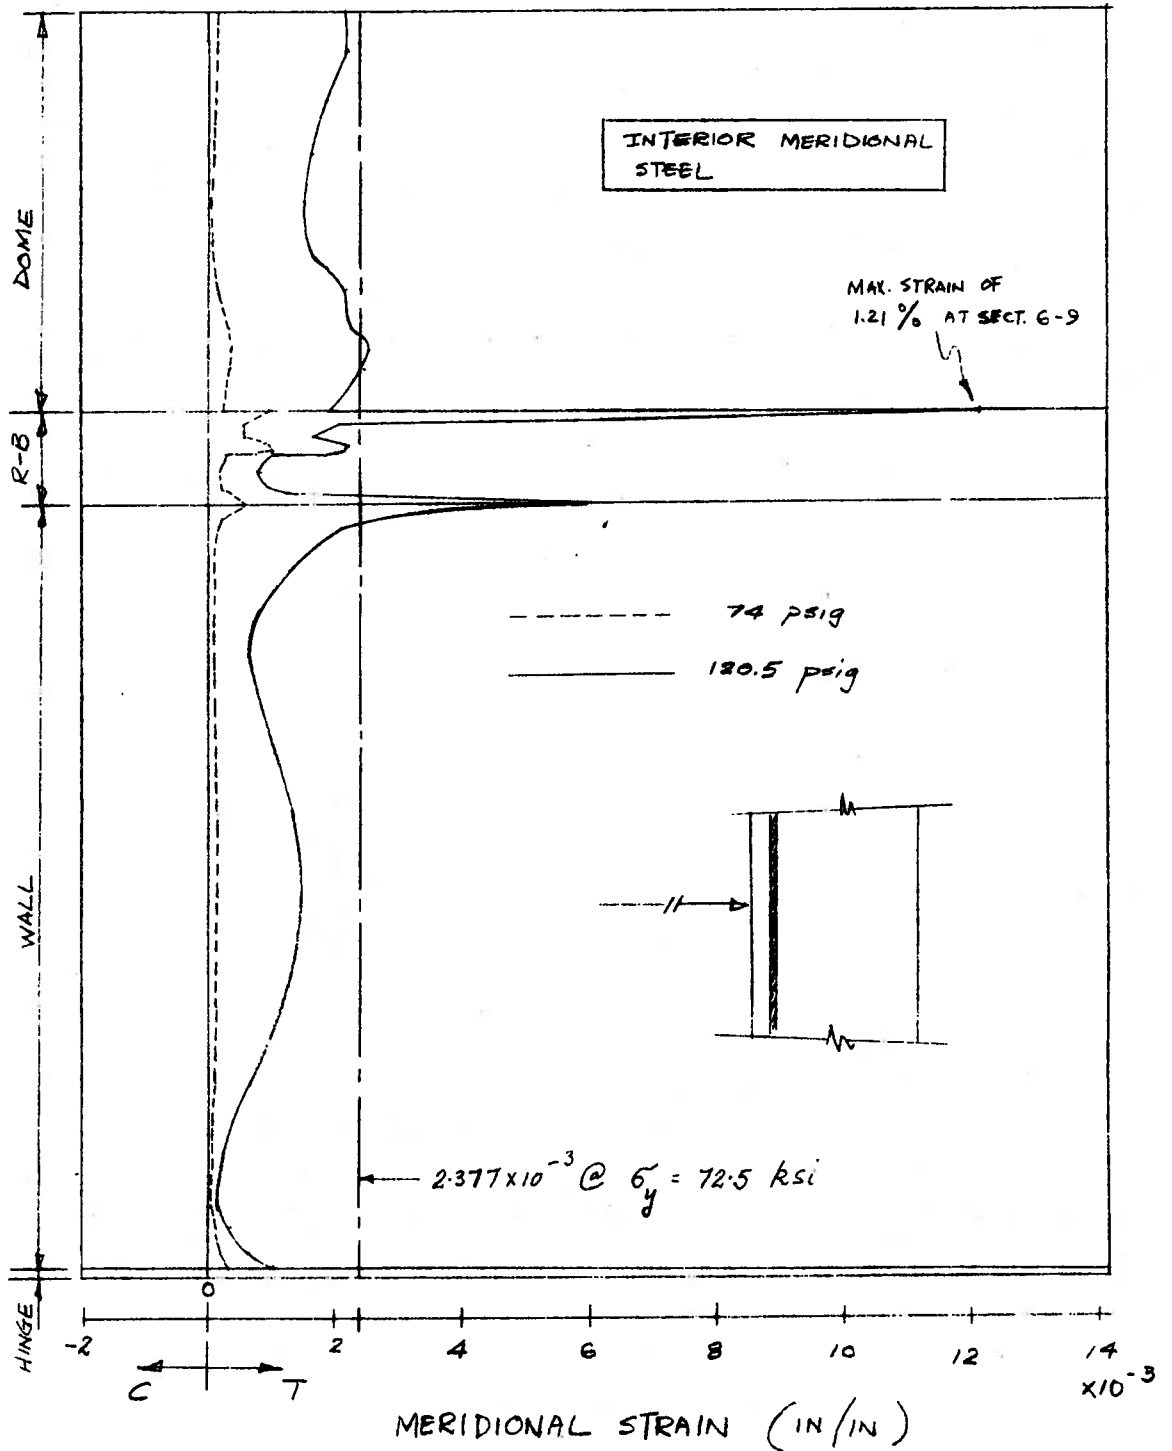 INTERIOR MERIDIONAL
STEEL
DOME
MAX. STRAIN OF
1.21 % AT SECT. 6-9
R-B
74 psig
180.5 psig
WALL
2.377x10⁻³ @ σy = 72.5 ksi
HINGE
0
-2 2 4 6 8 10 12 14
x10⁻³
C T
MERIDIONAL STRAIN (IN/IN)